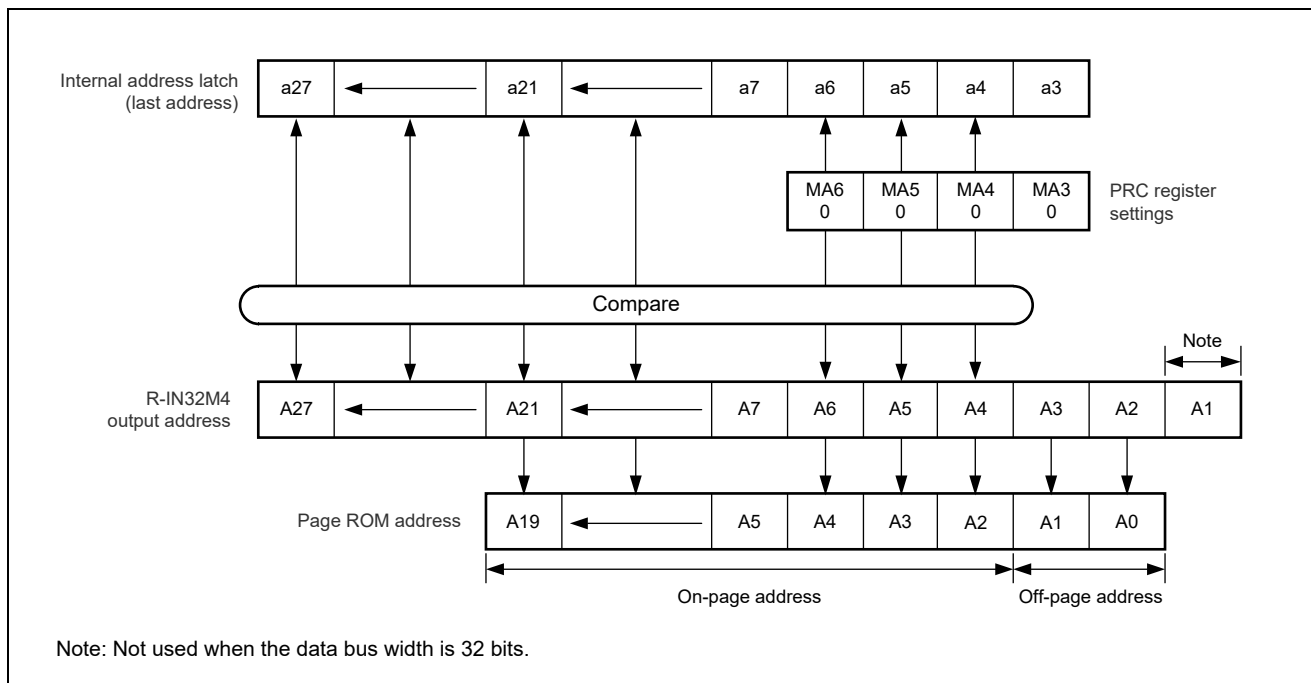 Internal address latch
(last address)
a27
a21
a7
a6
a5
a4
a3
MA6
0
MA5
0
MA4
0
MA3
0
PRC register
settings
Compare
Note
R-IN32M4
output address
A27
A21
A7
A6
A5
A4
A3
A2
A1
Page ROM address
A19
A5
A4
A3
A2
A1
A0
On-page address
Off-page address
Note: Not used when the data bus width is 32 bits.